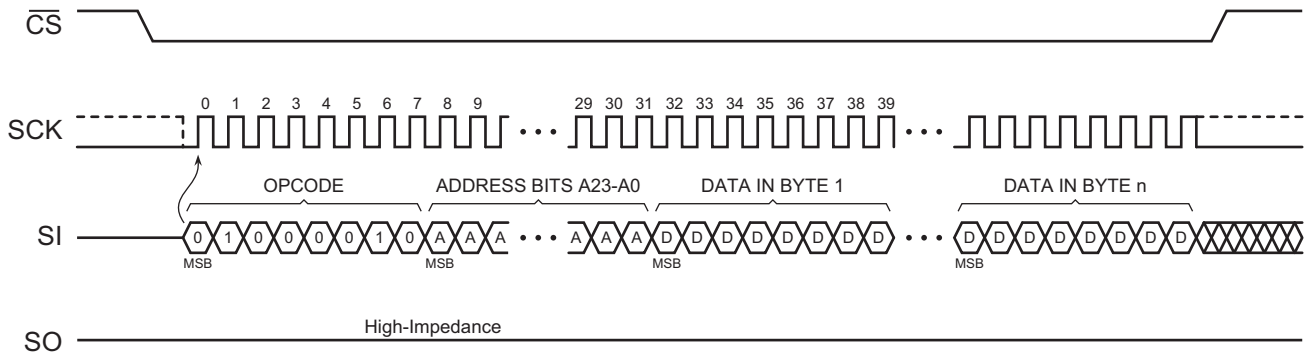 CS
0 1 2 3 4 5 6 7 8 9 29 30 31 32 33 34 35 36 37 38 39
SCK
OPCODE ADDRESS BITS A23-A0 DATA IN BYTE 1 DATA IN BYTE n
SI 0 1 0 0 0 0 1 0 A A A A A A D D D D D D D D D D D D D D D D
MSB MSB MSB MSB
High-Impedance
SO